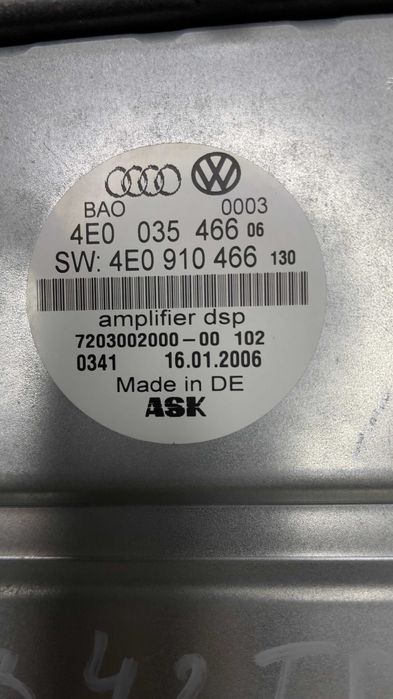 BAO 0003
4E0 035 466 06
SW: 4E0 910 466 130
amplifier dsp
7203002000-00 102
0341 16.01.2006
Made in DE
ASK